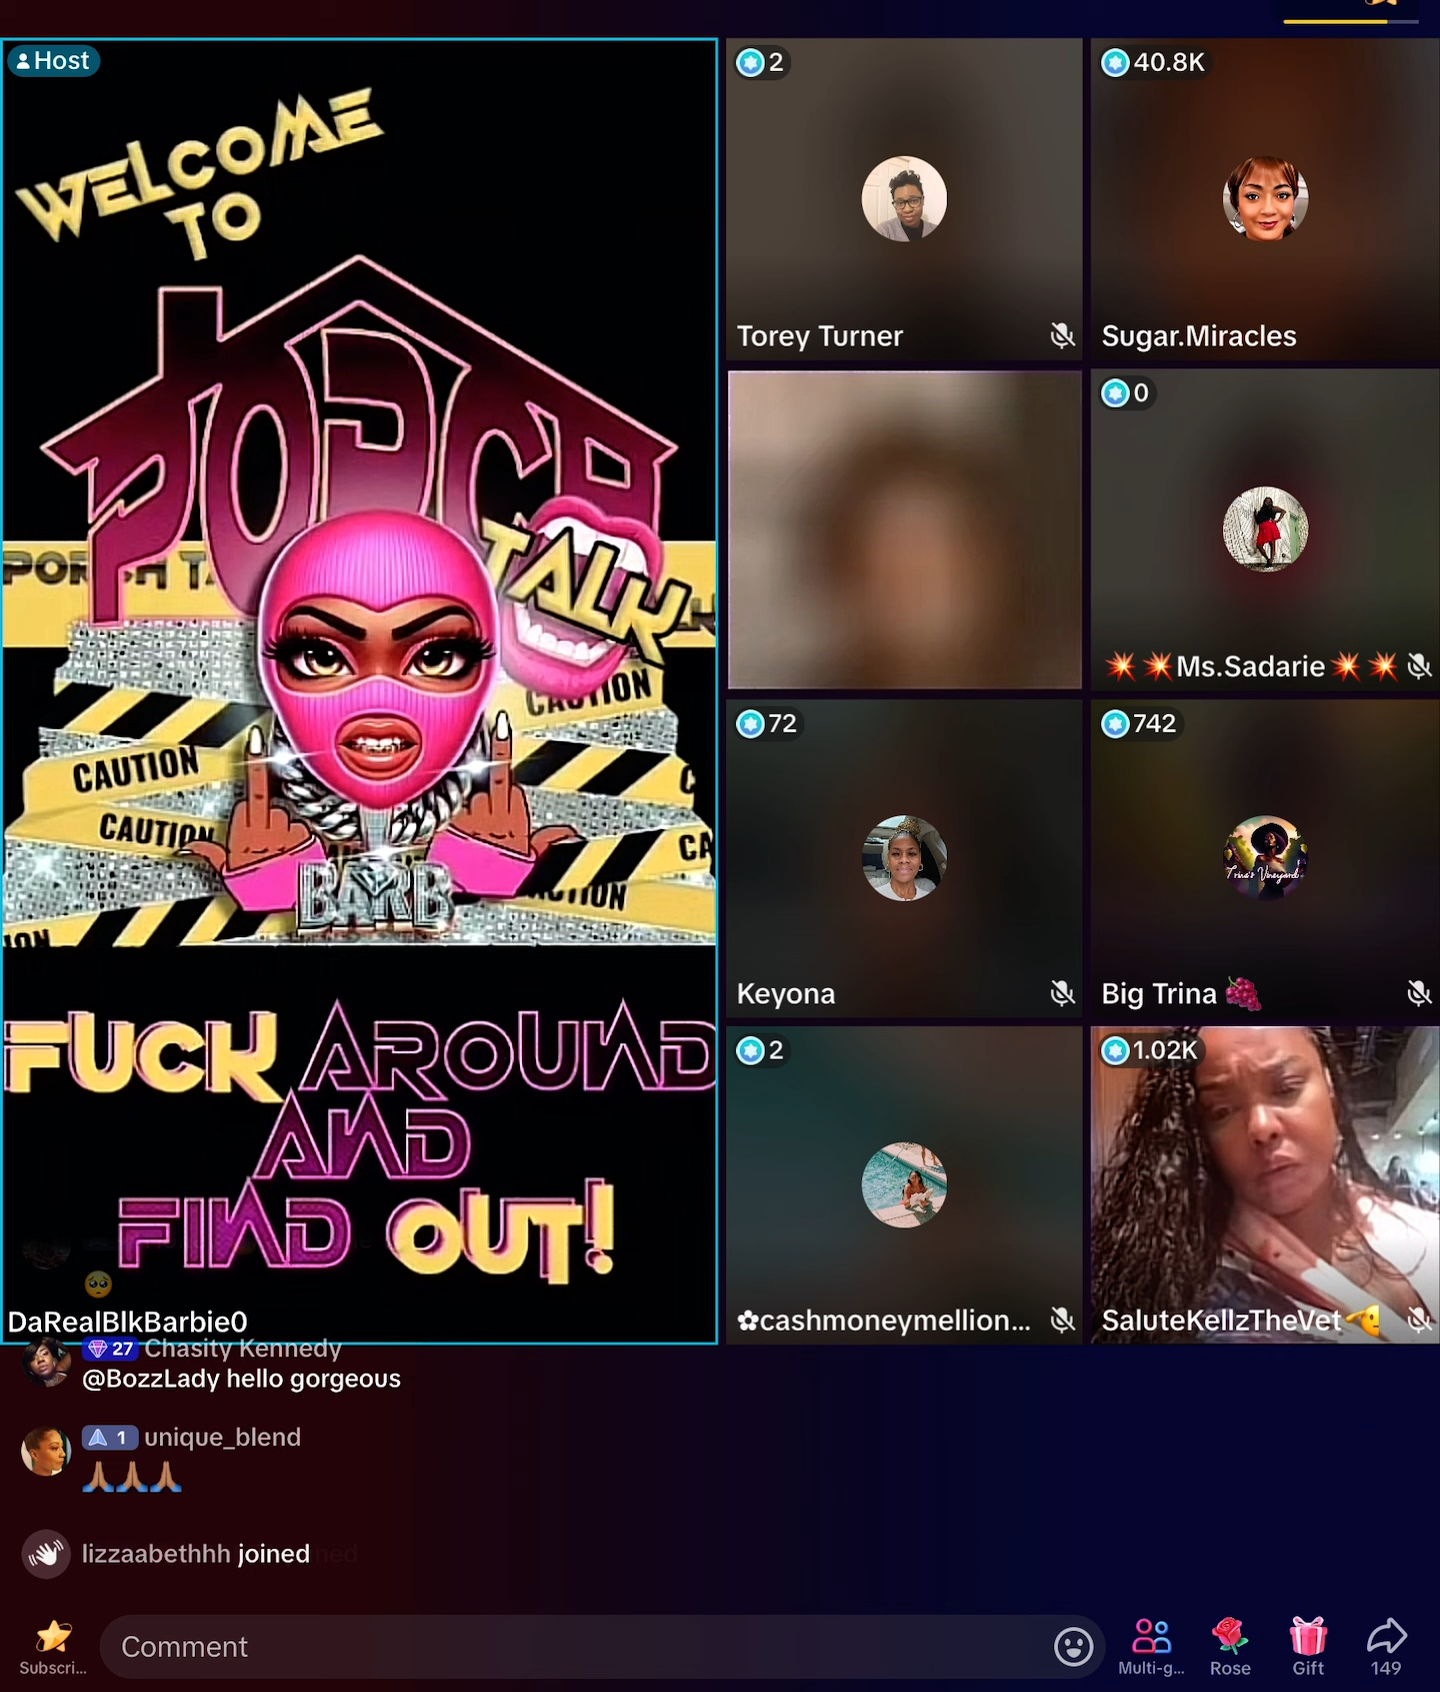 Host
WELCOME
TO
PORCH
TALK
CAUTION
CAUTION
CAUTION
BARB
FUCK AROUND
AND
FIND OUT!
🥺
DaRealBlkBarbie0
2
Torey Turner
40.8K
Sugar.Miracles
0
💥💥Ms.Sadarie💥💥
72
Keyona
742
Trina's Vineyard
Big Trina 🍇
2
✿cashmoneymellion...
1.02K
SaluteKellzTheVet🫡
27 Chasity Kennedy
@BozzLady hello gorgeous
1 unique_blend
🙏🏽🙏🏽🙏🏽
lizzaabethhh joined
Comment
Subscri...
Multi-g...
Rose
Gift
149